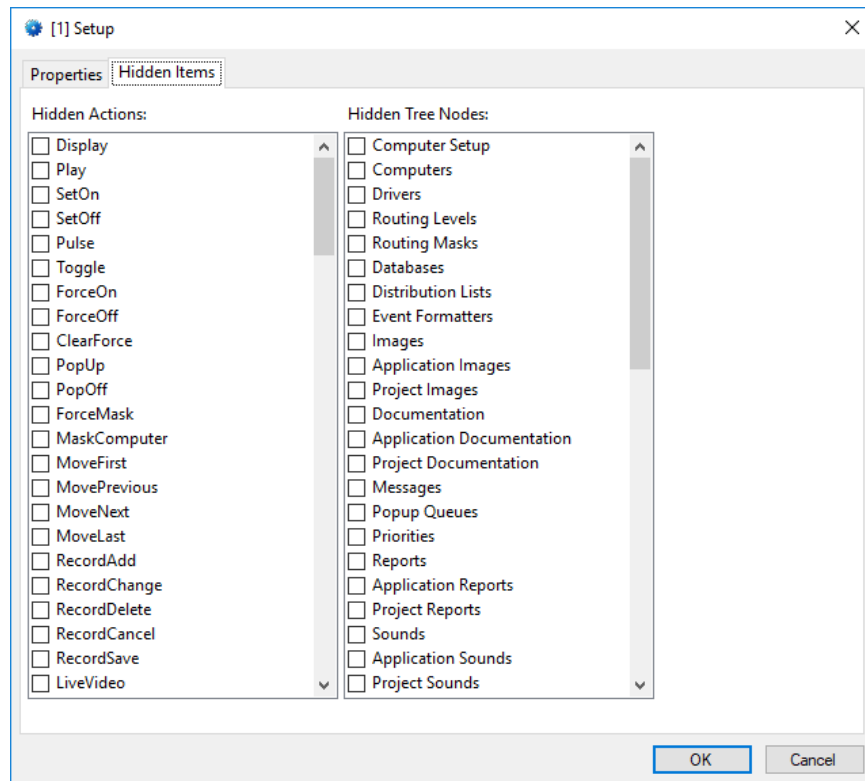 [1] Setup
Properties
Hidden Items
Hidden Actions:
Display
Play
SetOn
SetOff
Pulse
Toggle
ForceOn
ForceOff
ClearForce
PopUp
PopOff
ForceMask
MaskComputer
MoveFirst
MovePrevious
MoveNext
MoveLast
RecordAdd
RecordChange
RecordDelete
RecordCancel
RecordSave
LiveVideo
Hidden Tree Nodes:
Computer Setup
Computers
Drivers
Routing Levels
Routing Masks
Databases
Distribution Lists
Event Formatters
Images
Application Images
Project Images
Documentation
Application Documentation
Project Documentation
Messages
Popup Queues
Priorities
Reports
Application Reports
Project Reports
Sounds
Application Sounds
Project Sounds
OK
Cancel